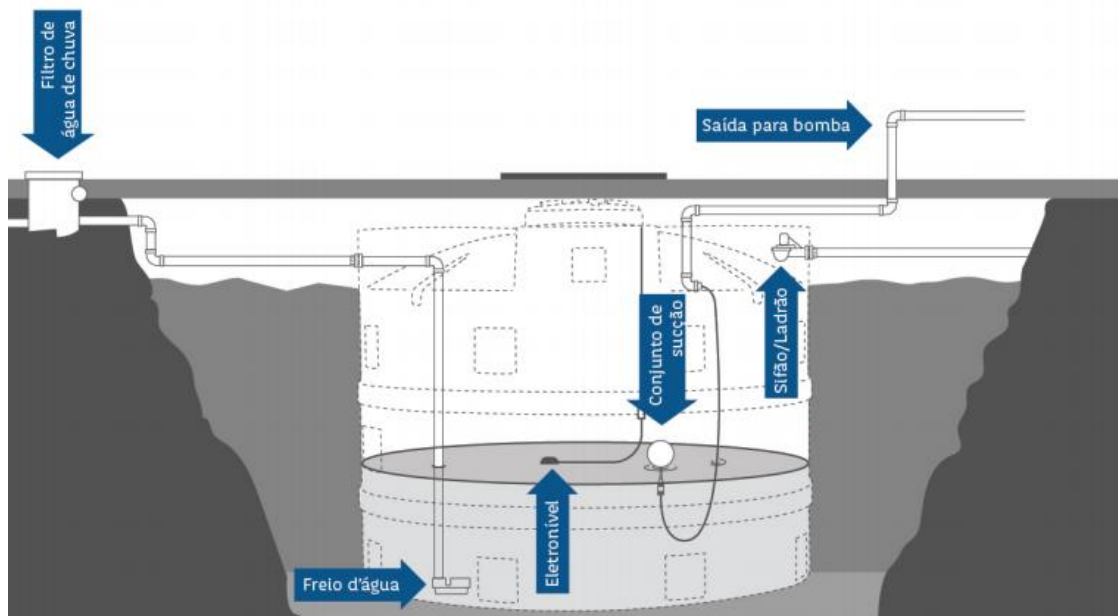 Filtro de
água de chuva
Saída para bomba
Conjunto de
sucção
Sifão/Ladrão
Eletronível
Freio d'água